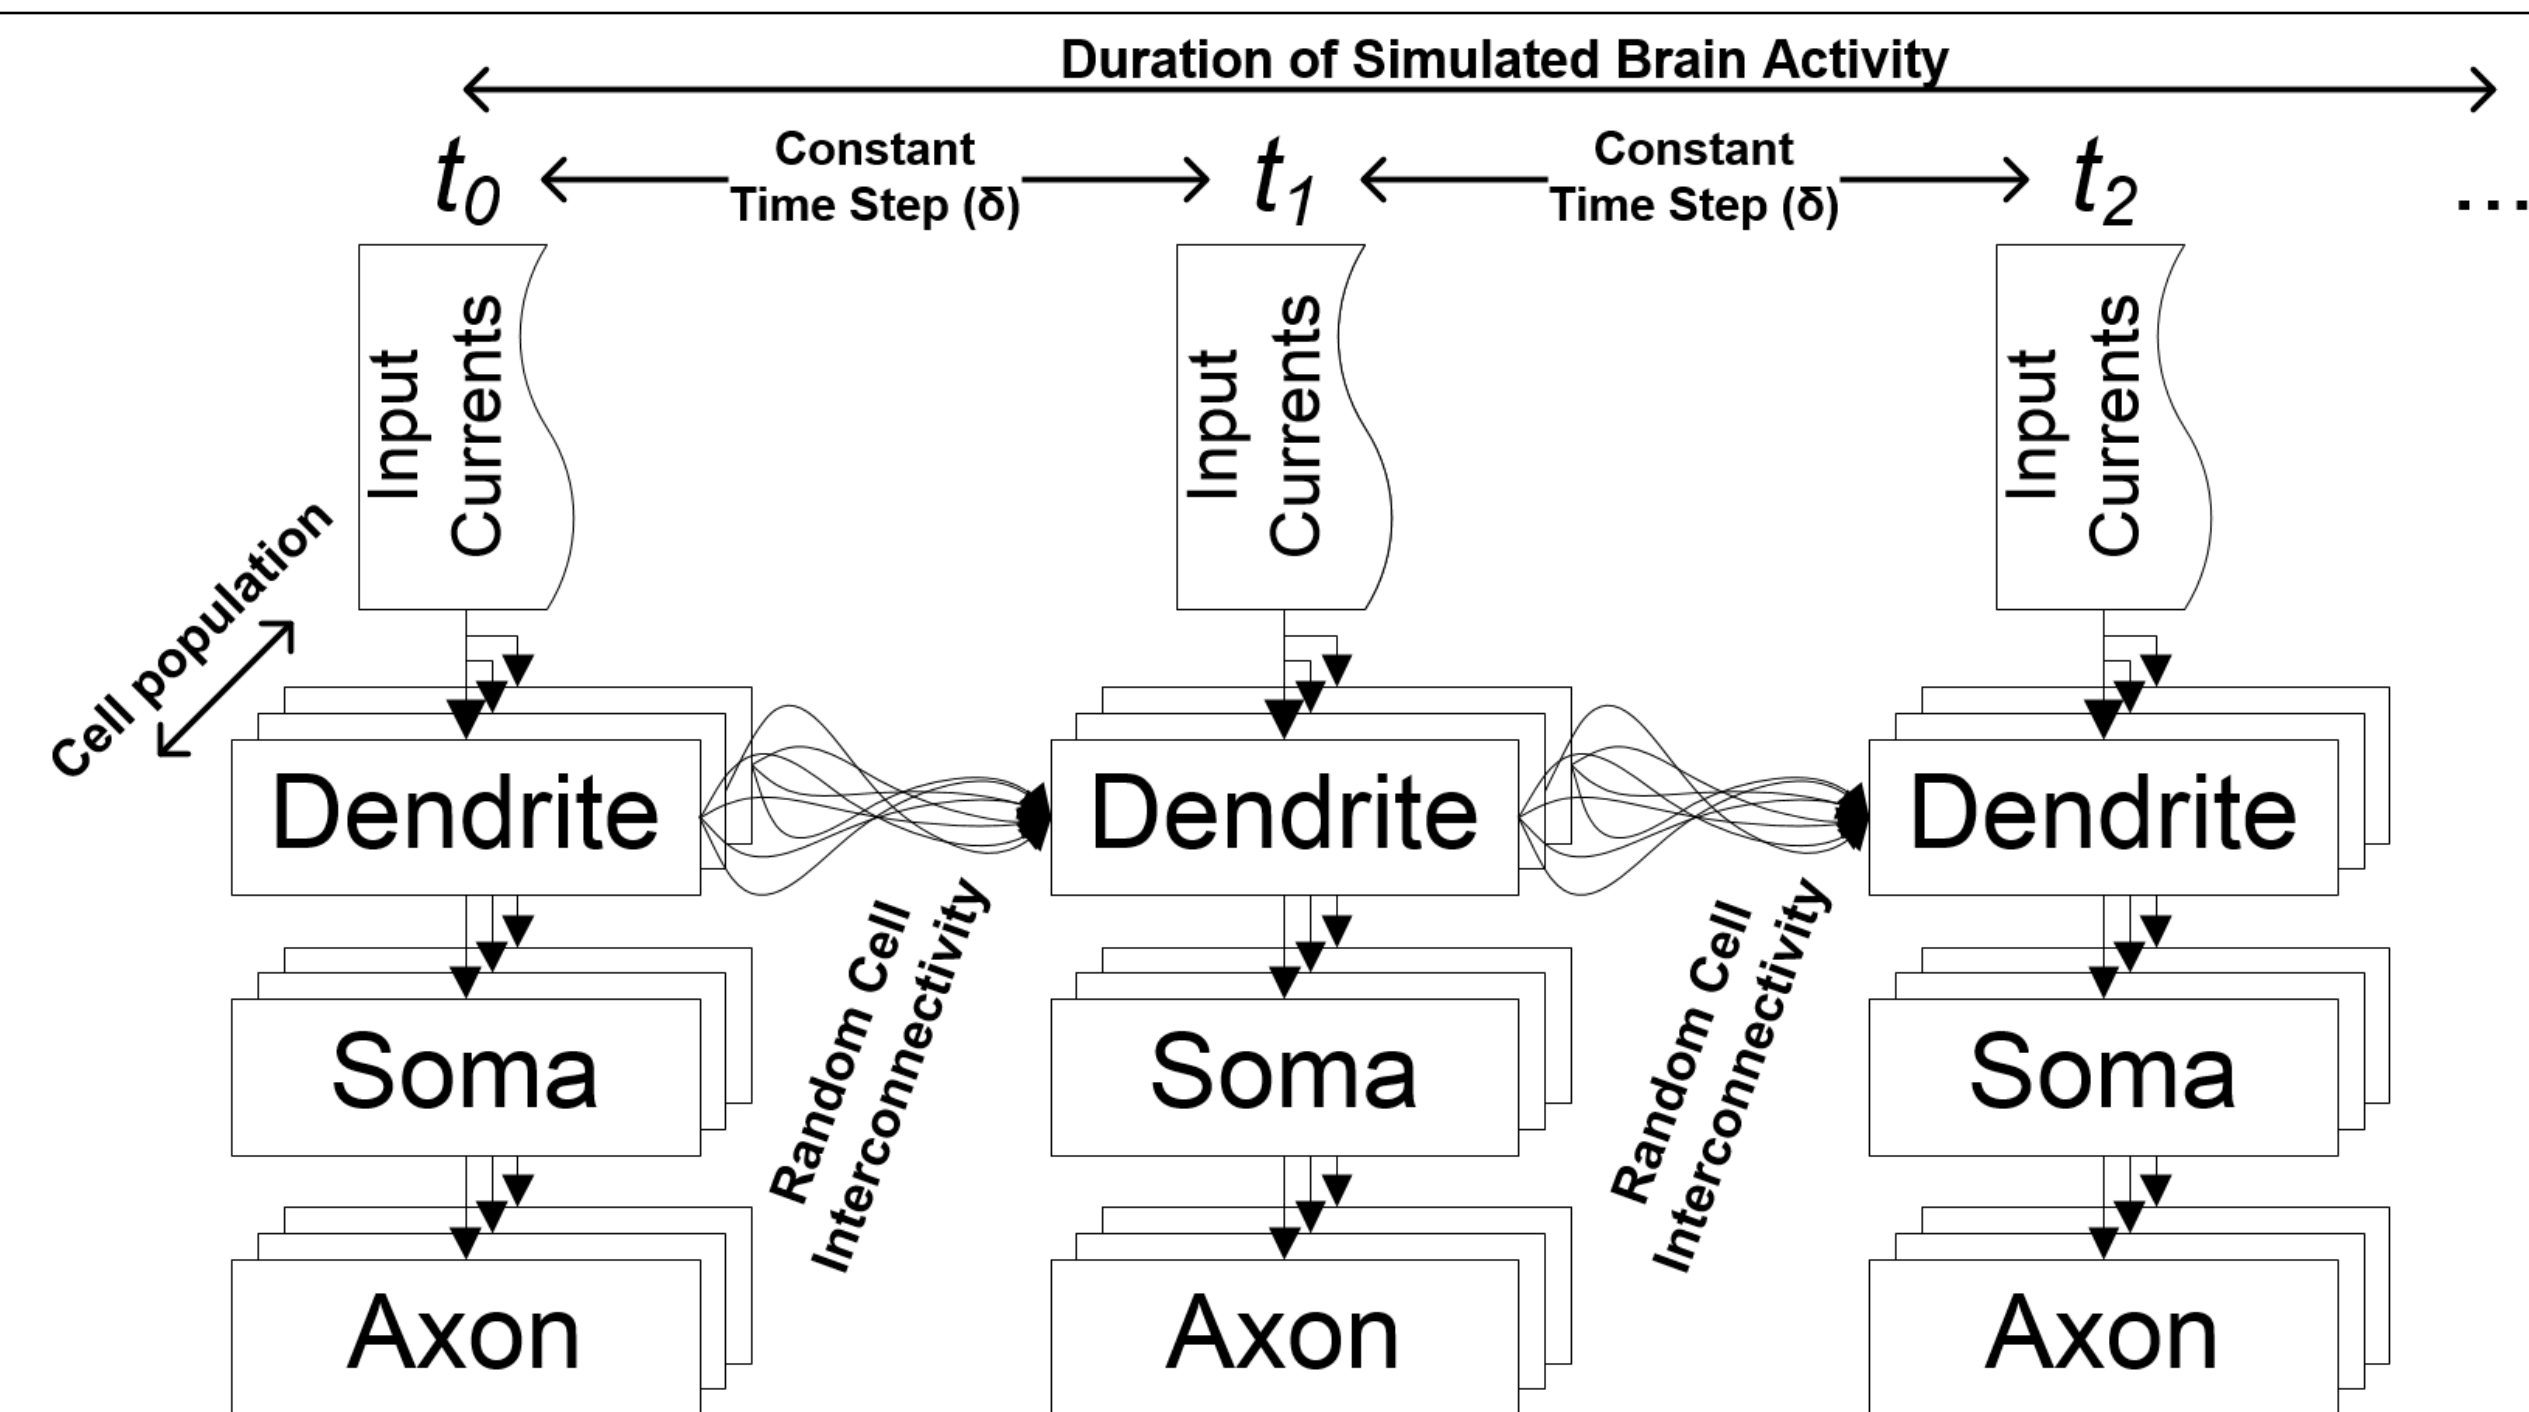 Duration of Simulated Brain Activity
t0
Constant
Time Step (δ)
t1
Constant
Time Step (δ)
t2
...
Input
Currents
Input
Currents
Input
Currents
Cell population
Dendrite
Dendrite
Dendrite
Random Cell
Interconnectivity
Random Cell
Interconnectivity
Soma
Soma
Soma
Axon
Axon
Axon